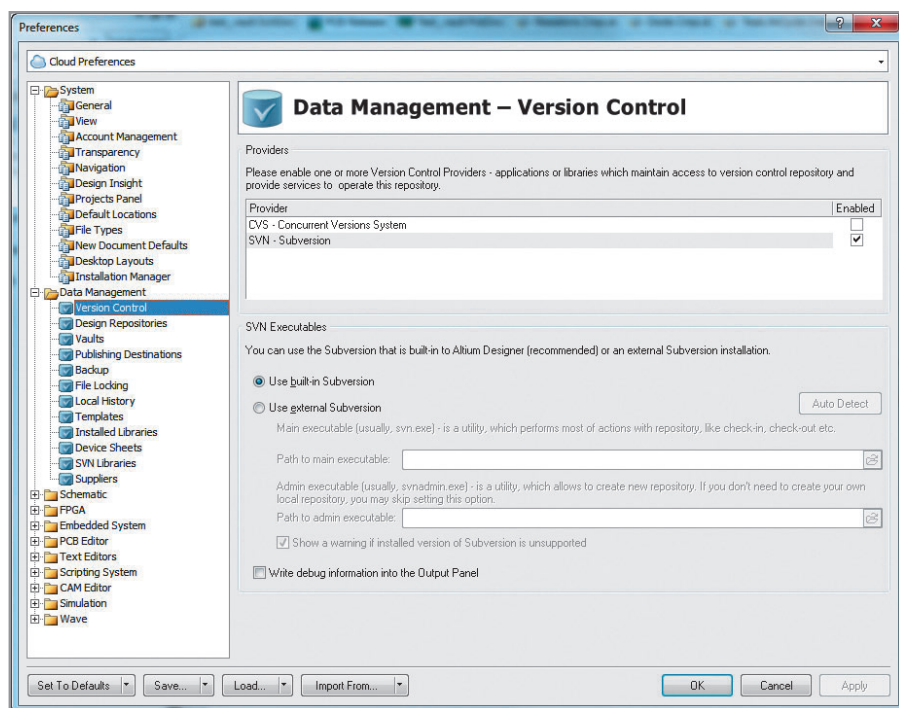 Preferences
Cloud Preferences
System
General
View
Account Management
Transparency
Navigation
Design Insight
Projects Panel
Default Locations
File Types
New Document Defaults
Desktop Layouts
Installation Manager
Data Management
Version Control
Design Repositories
Vaults
Publishing Destinations
Backup
File Locking
Local History
Templates
Installed Libraries
Device Sheets
SVN Libraries
Suppliers
Schematic
FPGA
Embedded System
PCB Editor
Text Editors
Scripting System
CAM Editor
Simulation
Wave
Data Management – Version Control
Providers
Please enable one or more Version Control Providers - applications or libraries which maintain access to version control repository and
provide services to operate this repository.
Provider Enabled
CVS - Concurrent Versions System
SVN - Subversion
SVN Executables
You can use the Subversion that is built-in to Altium Designer (recommended) or an external Subversion installation.
Use built-in Subversion
Use external Subversion
Auto Detect
Main executable (usually, svn.exe) - is a utility, which performs most of actions with repository, like check-in, check-out etc.
Path to main executable:
Admin executable (usually, svnadmin.exe) - is a utility, which allows to create new repository. If you don't need to create your own
local repository, you may skip setting this option.
Path to admin executable:
Show a warning if installed version of Subversion is unsupported
Write debug information into the Output Panel
Set To Defaults Save... Load... Import From... OK Cancel Apply